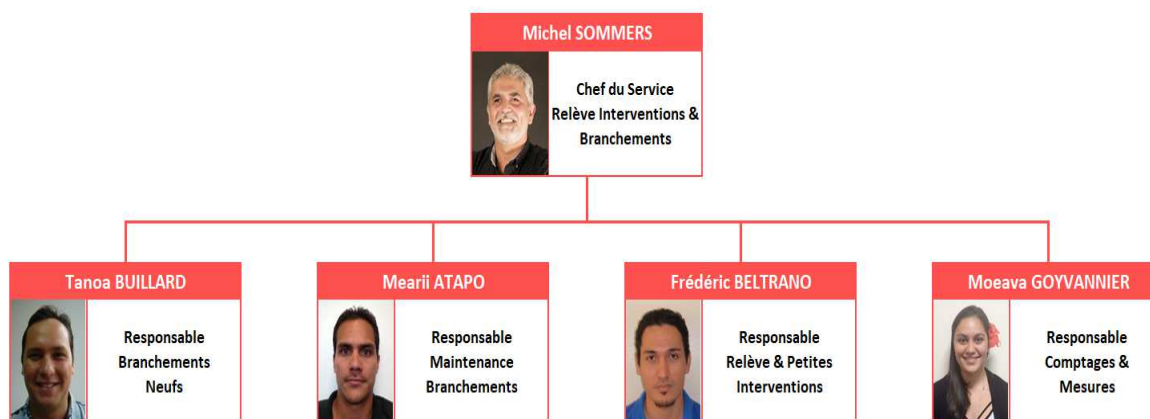 Michel SOMMERS
Chef du Service
Relève Interventions &
Branchements
Tanoa BUILLARD
Responsable
Branchements
Neufs
Mearii ATAPO
Responsable
Maintenance
Branchements
Frédéric BELTRANO
Responsable
Relève & Petites
Interventions
Moeava GOYVANNIER
Responsable
Comptages &
Mesures